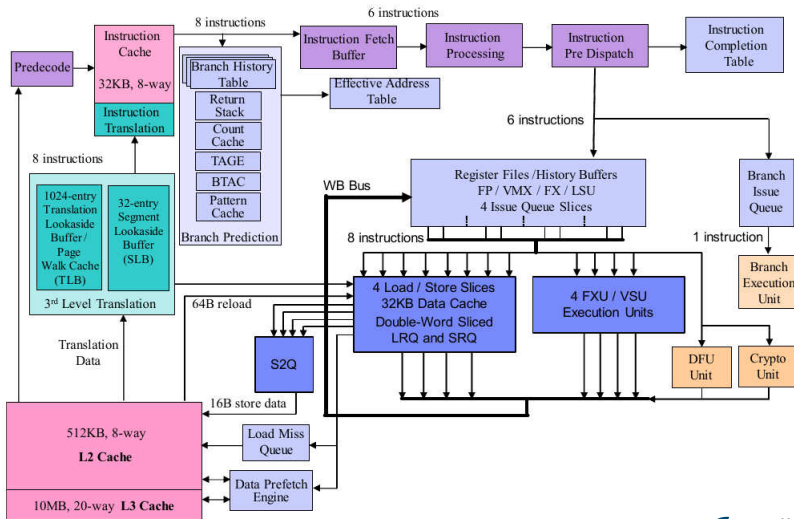 8 instructions
6 instructions
Instruction
Cache
32KB, 8-way
Instruction
Translation
Predecode
Instruction Fetch
Buffer
Instruction
Processing
Instruction
Pre Dispatch
Instruction
Completion
Table
Branch History
Table
Return
Stack
Count
Cache
TAGE
BTAC
Pattern
Cache
Branch Prediction
Effective Address
Table
8 instructions
1024-entry
Translation
Lookaside
Buffer /
Page
Walk Cache
(TLB)
32-entry
Segment
Lookaside
Buffer
(SLB)
3rd Level Translation
6 instructions
WB Bus
Register Files /History Buffers
FP / VMX / FX / LSU
4 Issue Queue Slices
Branch
Issue
Queue
8 instructions
1 instruction
Branch
Execution
Unit
64B reload
4 Load / Store Slices
32KB Data Cache
Double-Word Sliced
LRQ and SRQ
4 FXU / VSU
Execution Units
Translation
Data
S2Q
DFU
Unit
Crypto
Unit
16B store data
512KB, 8-way
L2 Cache
Load Miss
Queue
Data Prefetch
Engine
10MB, 20-way L3 Cache